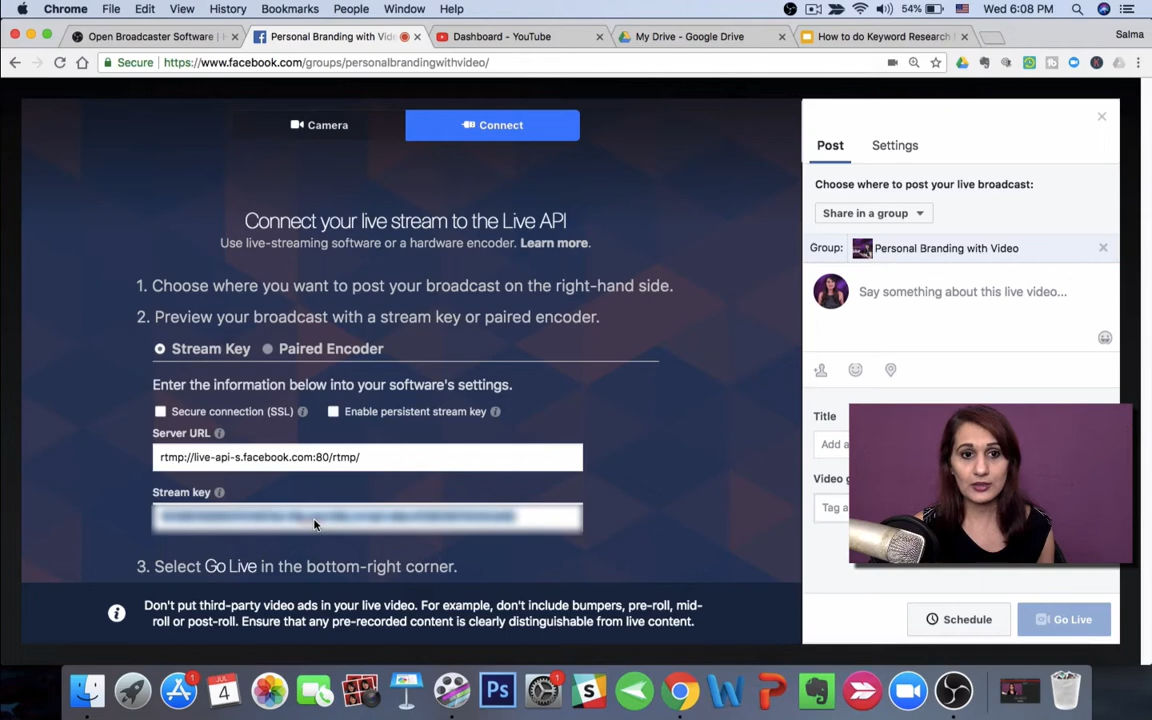 Chrome File Edit View History Bookmarks People Window Help
54% Wed 6:08 PM
Open Broadcaster Software |
Personal Branding with Vide
Dashboard - YouTube
My Drive - Google Drive
How to do Keyword Research
Salma
Secure https://www.facebook.com/groups/personalbrandingwithvideo/
Camera
Connect
Connect your live stream to the Live API
Use live-streaming software or a hardware encoder. Learn more.
1. Choose where you want to post your broadcast on the right-hand side.
2. Preview your broadcast with a stream key or paired encoder.
Stream Key Paired Encoder
Enter the information below into your software's settings.
Secure connection (SSL) Enable persistent stream key
Server URL
rtmp://live-api-s.facebook.com:80/rtmp/
Stream key
3. Select Go Live in the bottom-right corner.
Don't put third-party video ads in your live video. For example, don't include bumpers, pre-roll, mid-
roll or post-roll. Ensure that any pre-recorded content is clearly distinguishable from live content.
Post Settings
Choose where to post your live broadcast:
Share in a group
Group: Personal Branding with Video
Say something about this live video...
Title
Add a
Video g
Tag a
Schedule
Go Live
1
JUL
4
Ps
1